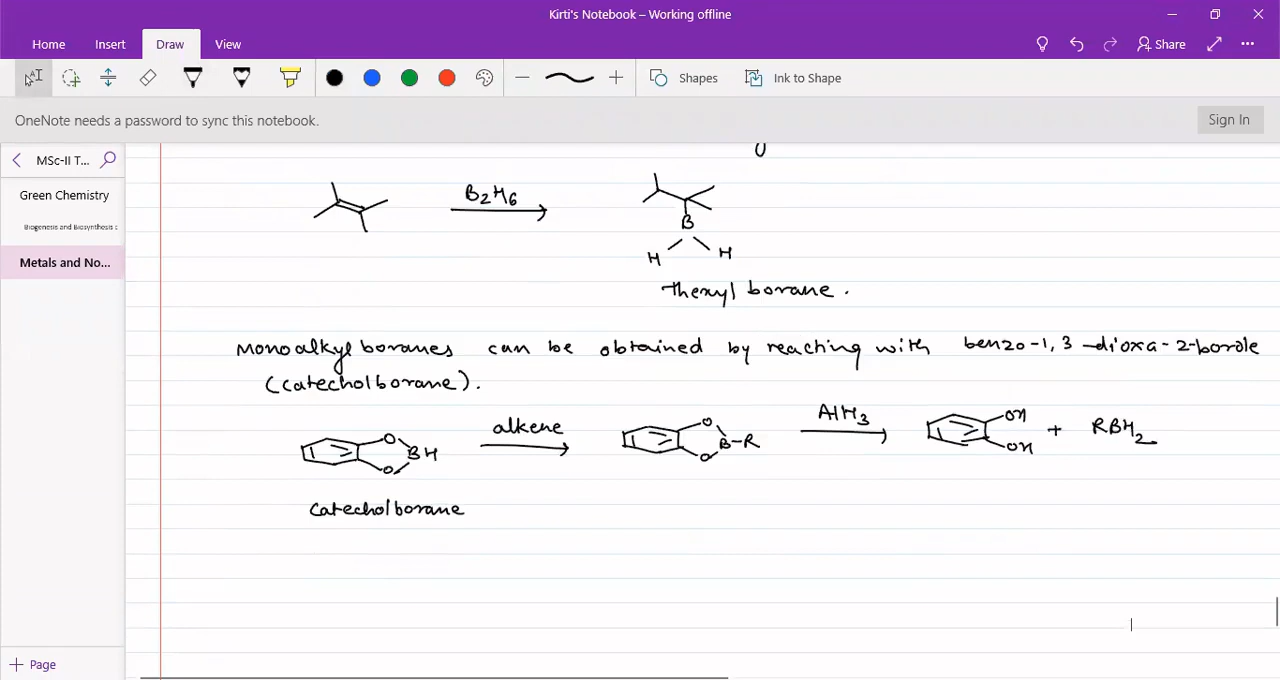 Kirti's Notebook – Working offline
Home Insert Draw View Share
Shapes Ink to Shape
OneNote needs a password to sync this notebook. Sign In
MSc-II T...
Green Chemistry
Biogenesis and Biosynthesis :
Metals and No...
B2H6
B
H H
Thexyl borane.
Monoalkyl boranes can be obtained by reacting with benzo-1,3-dioxa-2-borole
(catecholborane).
O BH O alkene O B-R O AlH3 OH OH + RBH2
catecholborane
+ Page